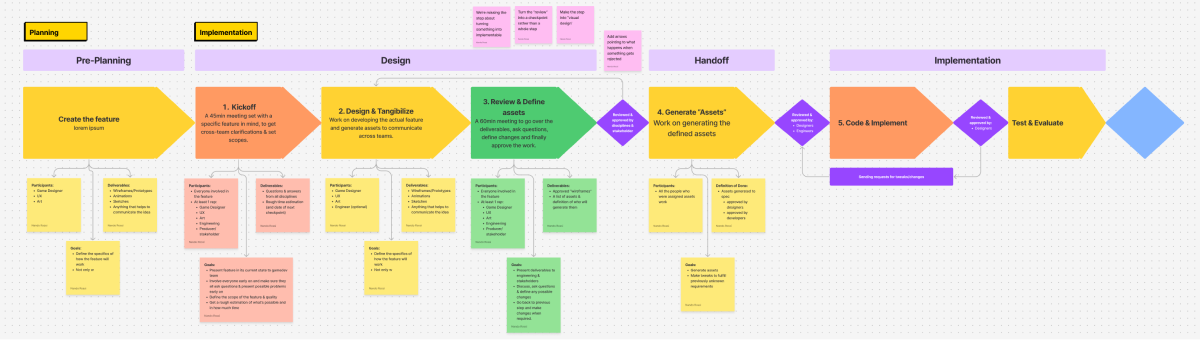 Planning
Implementation
We're missing the
step about
turning
something into
implementable.
Turn the "review"
into a checkpoint
rather than a
whole step
Make the step
into "visual
design
Add arrows
pointing to what
happens when
something gets
rejected
Pre-Planning
Design
Handoff
Implementation
Create the feature
lorem ipsum
1. Kickoff
A 45min meeting set with a
specific feature in mind, to get
cross-team clarifications & set
scopes.
2. Design & Tangibilize
Work on developing the actual feature
and generate assets to communicate
across teams.
3. Review & Define
assets
A 60min meeting to go over the
deliverables, ask questions,
define changes and finally
approve the work.
Reviewed &
approved by
disciplines &
stakeholder
4. Generate "Assets"
Work on generating the
defined assets
Reviewed &
approved by:
Designers
Engineers
5. Code & Implement
Reviewed &
approved by:
Designers
Test & Evaluate
Sending requests for tweaks/changes
Participants:
Game Designer
UX
Art
Deliverables:
Wireframes/Prototypes
Animations
Sketches
Anything that helps to
communicate the idea
Goals:
Define the specifics of
how the feature will
work
Not only ui
Participants:
Everyone involved in
the feature
At least 1 rep:
Game Designer
UX
Art
Engineering
Producer/
stakeholder
Deliverables:
Questions & answers
from all disciplines
Rough time estimation
(and date of next
checkpoint)
Goals:
Present feature in its current state to generate
Involve everyone early on and make sure they
all ask questions & present possible problems
early on
Define the scope of the feature & quality
Get a rough estimation of what's possible and
in how much time
Participants:
Game Designer
UX
Art
Engineer (optional)
Deliverables:
Wireframes/Prototypes
Animations
Sketches
Anything that helps to
communicate the idea
Goals:
Define the specifics of
how the feature will
work
Not only ui
Participants:
Everyone involved in
the feature
At least 1 rep:
Game Designer
UX
Art
Engineering
Producer/
stakeholder
Deliverables:
Approved "wireframes"
A list of assets &
definition of who will
generate them
Goals:
Present deliverables to
engineering &
stakeholders
Discuss, ask questions
& define any possible
changes
Go back to previous
step and make
changes when
required.
Participants:
All the people who
were assigned assets
work
Definition of Done:
Assets generated to
spec
approved by
designers
approved by
developers
Goals:
Generate assets
Make tweaks to fulfill
previously unknown
requirements